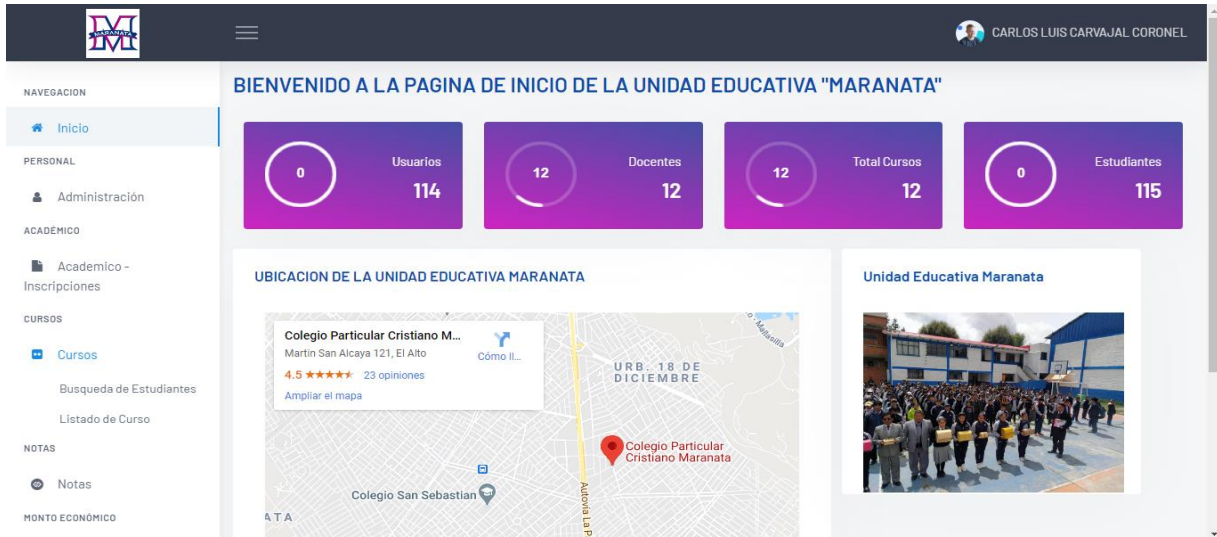 MARANATA
CARLOS LUIS CARVAJAL CORONEL
NAVEGACION
Inicio
PERSONAL
Administración
ACADÉMICO
Academico -
Inscripciones
CURSOS
Cursos
Busqueda de Estudiantes
Listado de Curso
NOTAS
Notas
MONTO ECONÓMICO
BIENVENIDO A LA PAGINA DE INICIO DE LA UNIDAD EDUCATIVA "MARANATA"
0
Usuarios
114
12
Docentes
12
12
Total Cursos
12
0
Estudiantes
115
UBICACION DE LA UNIDAD EDUCATIVA MARANATA
Colegio Particular Cristiano M...
Martin San Alcaya 121, El Alto
4.5
23 opiniones
Ampliar el mapa
Cómo ll...
URB. 18 DE
DICIEMBRE
Colegio Particular
Cristiano Maranata
Colegio San Sebastian
ATA
Autovia La P
Mallasilla
Unidad Educativa Maranata